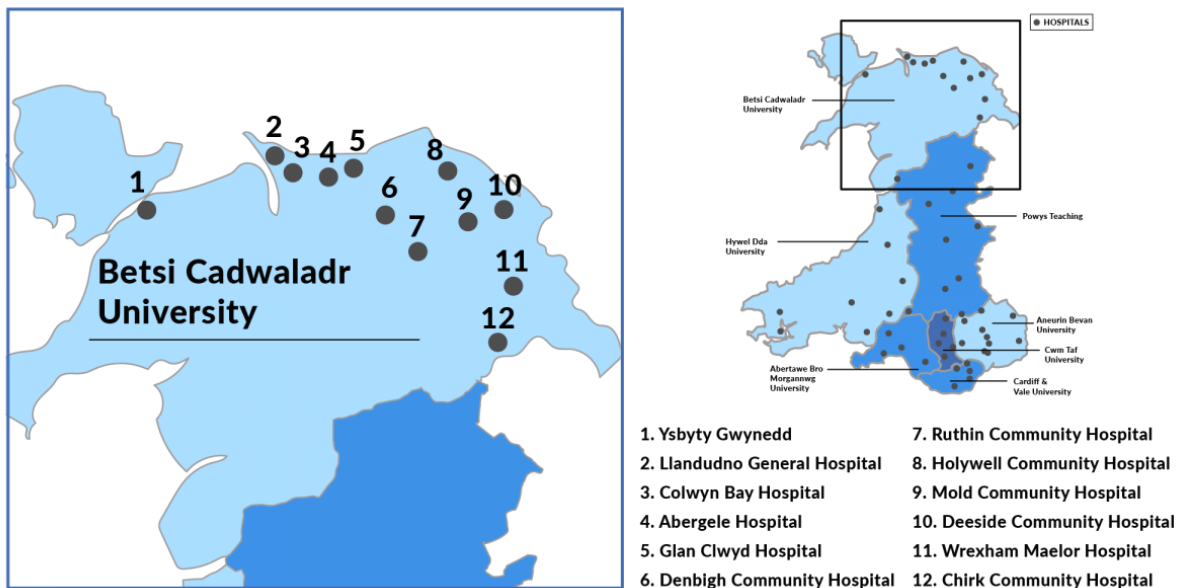 1
2
3
4
5
6
7
8
9
10
11
12
Betsi Cadwaladr
University
HOSPITALS
Betsi Cadwaladr
University
Powys Teaching
Hywel Dda
University
Aneurin Bevan
University
Cwm Taf
University
Abertawe Bro
Morgannwg
University
Cardiff &
Vale University
1. Ysbyty Gwynedd
2. Llandudno General Hospital
3. Colwyn Bay Hospital
4. Abergele Hospital
5. Glan Clwyd Hospital
6. Denbigh Community Hospital
7. Ruthin Community Hospital
8. Holywell Community Hospital
9. Mold Community Hospital
10. Deeside Community Hospital
11. Wrexham Maelor Hospital
12. Chirk Community Hospital